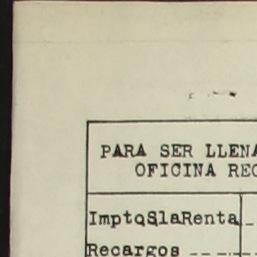 PARA SER LLENA
OFICINA REC
ImptoSlaRenta
Recargos